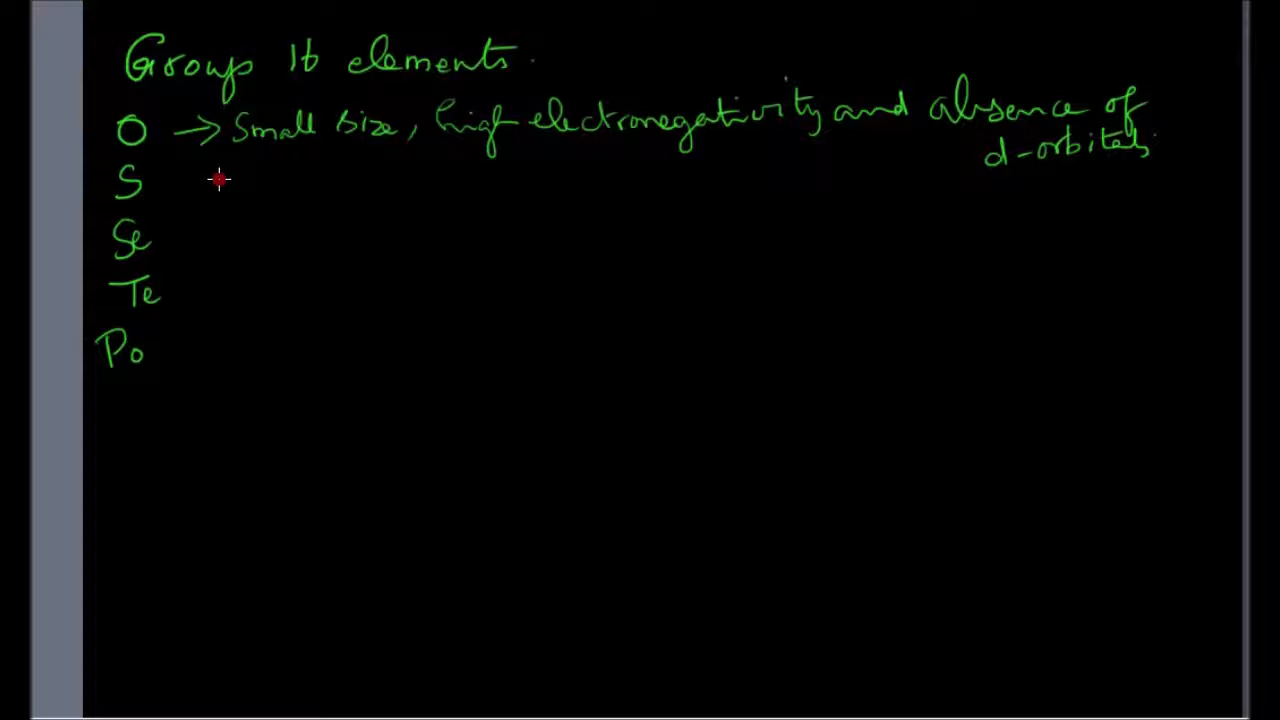 Group 16 elements.
O → Small size, high electronegativity and absence of
d-orbitals.
S
Se
Te
Po